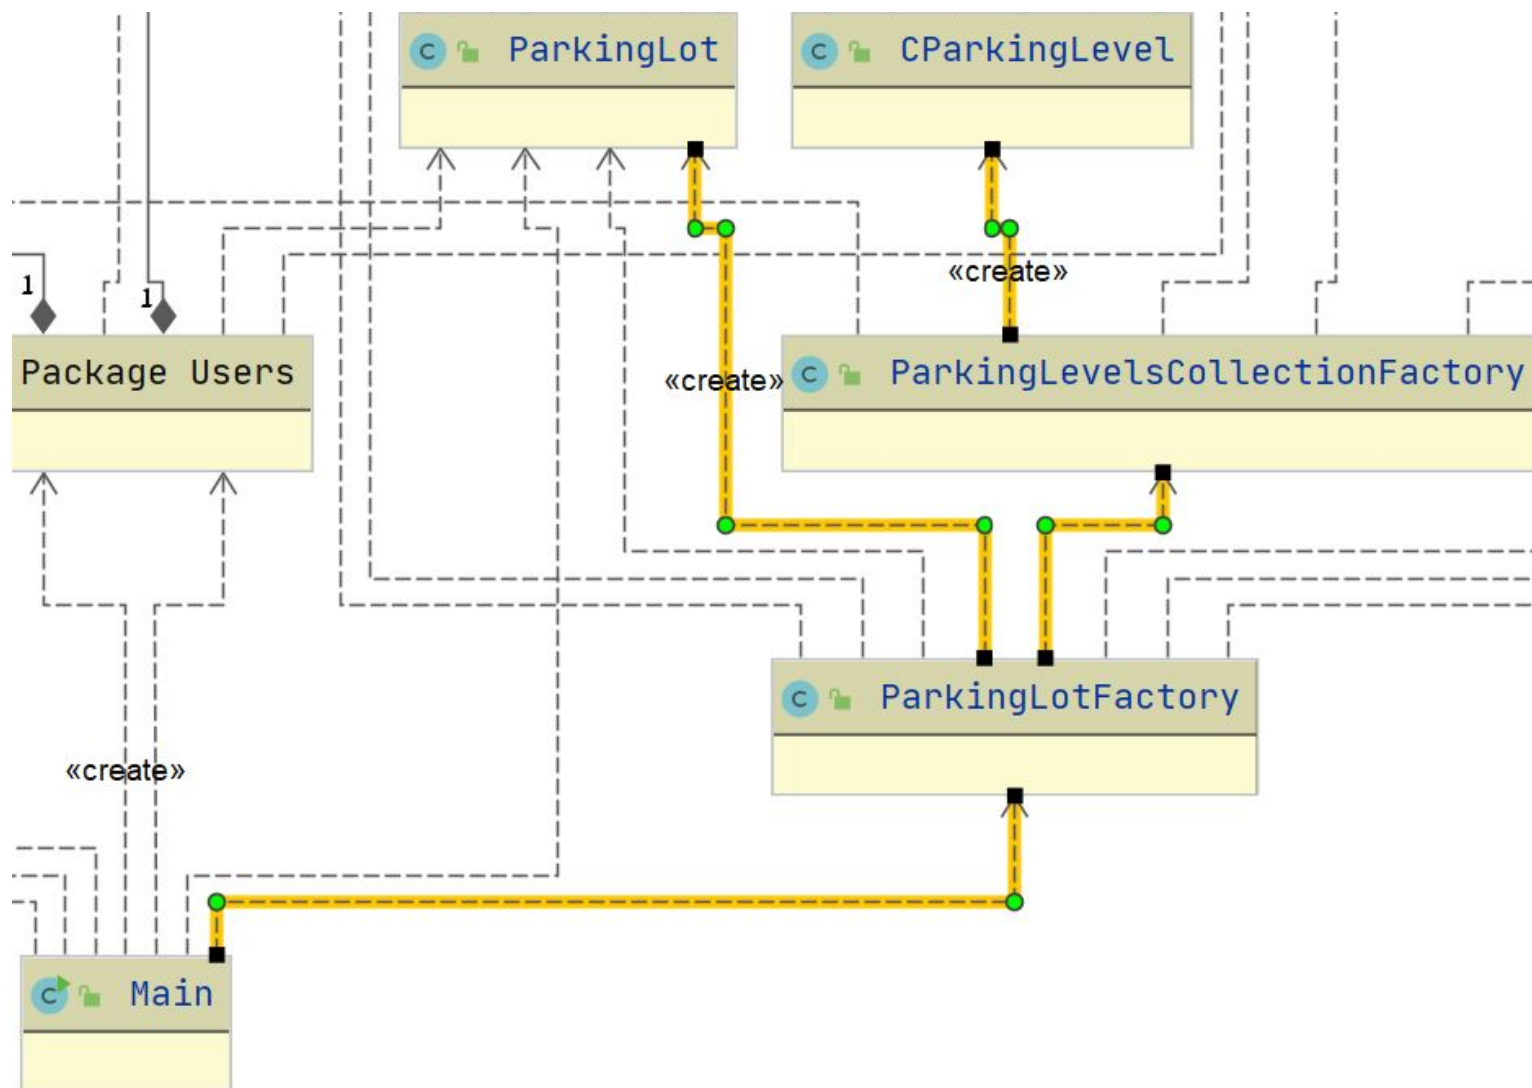 C ParkingLot
C CParkingLevel
1
1
«create»
Package Users
«create»
C ParkingLevelsCollectionFactory
C ParkingLotFactory
«create»
C Main